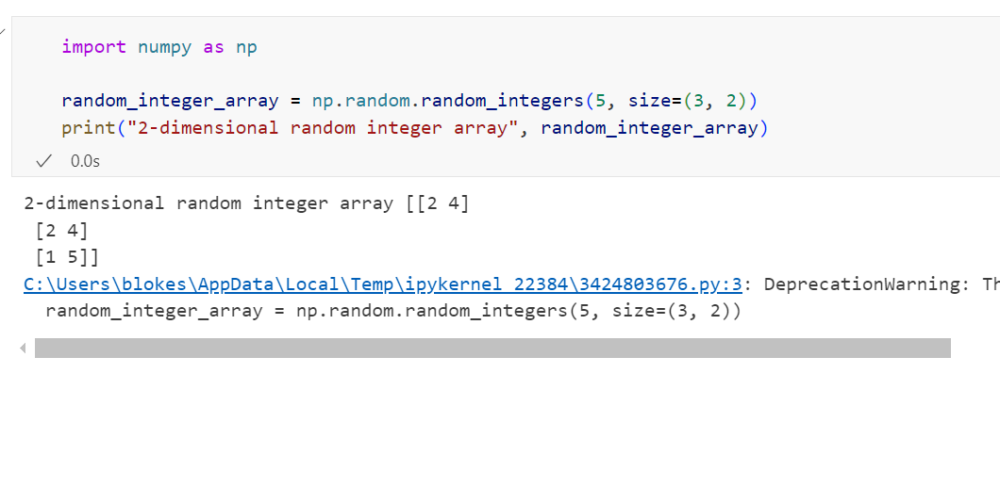 import numpy as np
random_integer_array = np.random.random_integers(5, size=(3, 2))
print("2-dimensional random integer array", random_integer_array)
0.0s
2-dimensional random integer array [[2 4]
[2 4]
[1 5]]
C:\Users\blokes\AppData\Local\Temp\ipykernel_22384\3424803676.py:3: DeprecationWarning: Th
random_integer_array = np.random.random_integers(5, size=(3, 2))